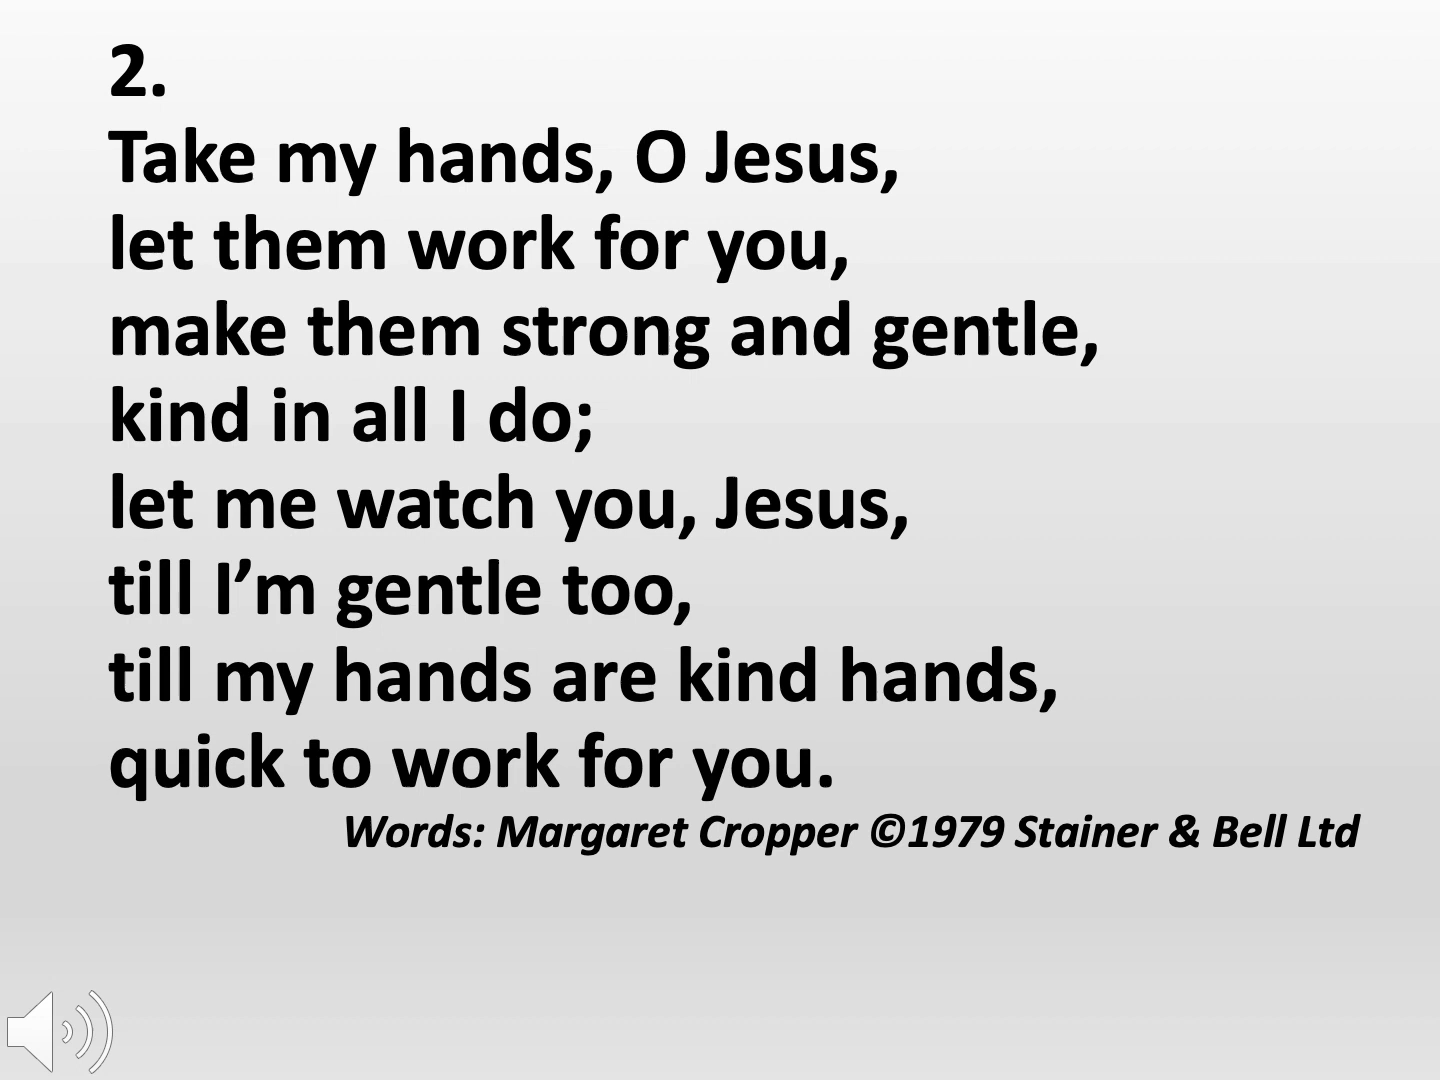 2.
Take my hands, O Jesus,
let them work for you,
make them strong and gentle,
kind in all I do;
let me watch you, Jesus,
till I’m gentle too,
till my hands are kind hands,
quick to work for you.
Words: Margaret Cropper ©1979 Stainer & Bell Ltd